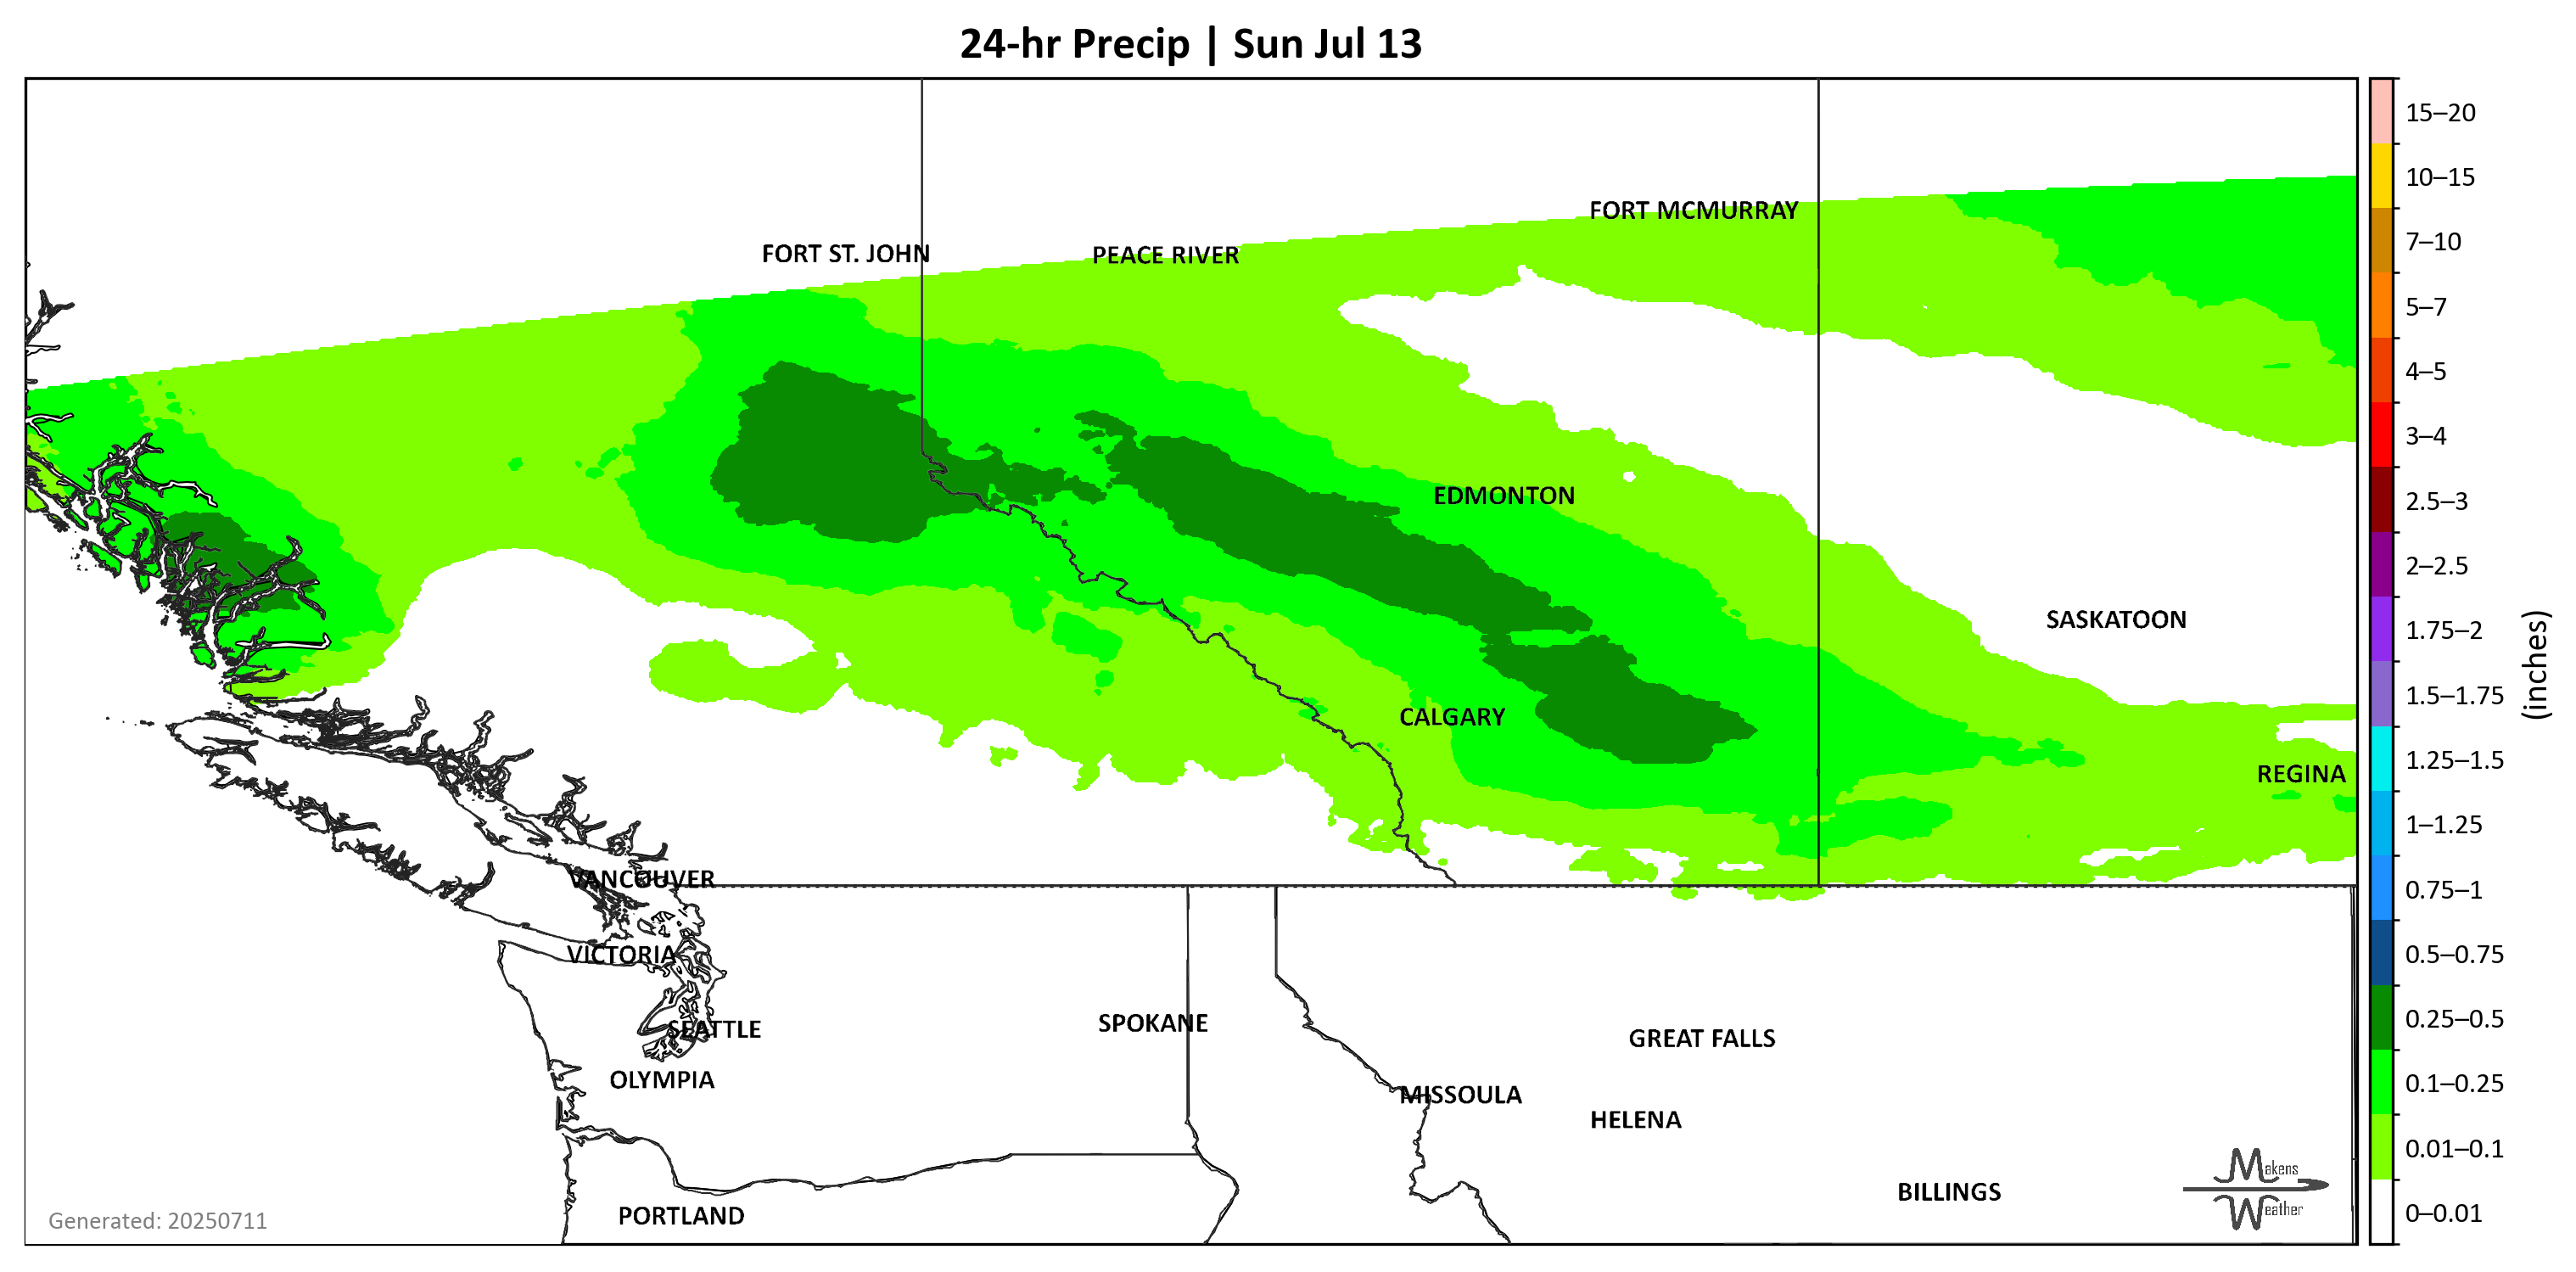 24-hr Precip | Sun Jul 13
15–20
10–15
7–10
5–7
4–5
3–4
2.5–3
2–2.5
1.75–2
1.5–1.75
1.25–1.5
1–1.25
0.75–1
0.5–0.75
0.25–0.5
0.1–0.25
0.01–0.1
0–0.01
(inches)
FORT MCMURRAY
FORT ST. JOHN
PEACE RIVER
EDMONTON
SASKATOON
CALGARY
REGINA
VANCOUVER
VICTORIA
SEATTLE
SPOKANE
GREAT FALLS
OLYMPIA
MISSOULA
HELENA
BILLINGS
PORTLAND
Makens
Weather
Generated: 20250711